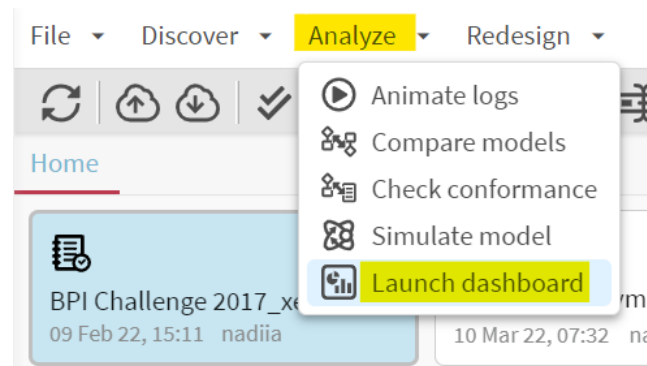 File Discover Analyze Redesign
Animate logs
Compare models
Home
Check conformance
Simulate model
Launch dashboard
BPI Challenge 2017_xe
09 Feb 22, 15:11 nadiia
10 Mar 22, 07:32